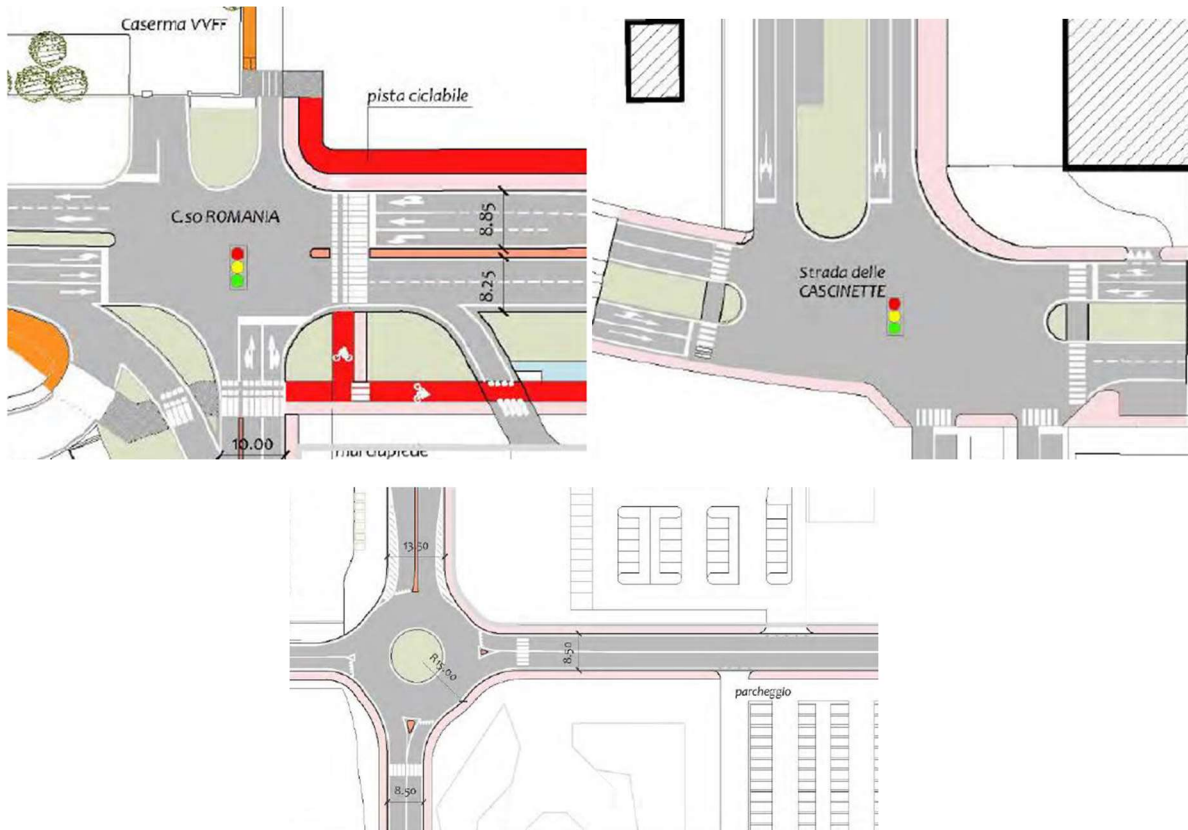 Caserma VVFF
pista ciclabile
C.so ROMANIA
8.85
8.25
10.00
Strada delle
CASCINETTE
13.50
R15.00
8.50
parcheggio
8.50